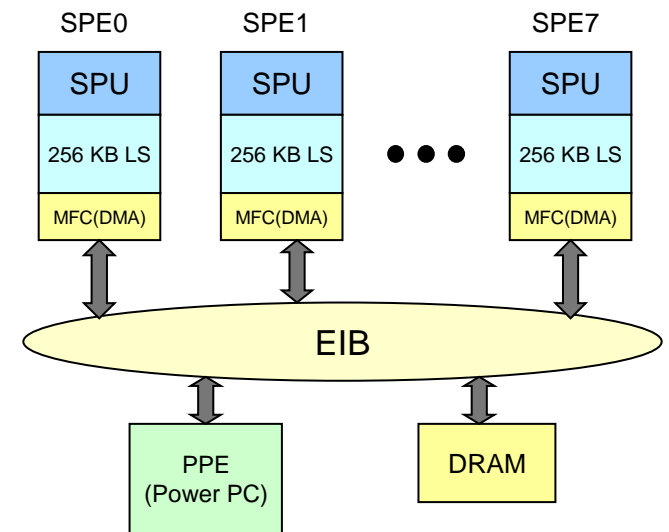 SPE0
SPE1
SPE7
SPU
SPU
SPU
256 KB LS
256 KB LS
256 KB LS
MFC(DMA)
MFC(DMA)
MFC(DMA)
EIB
PPE
(Power PC)
DRAM